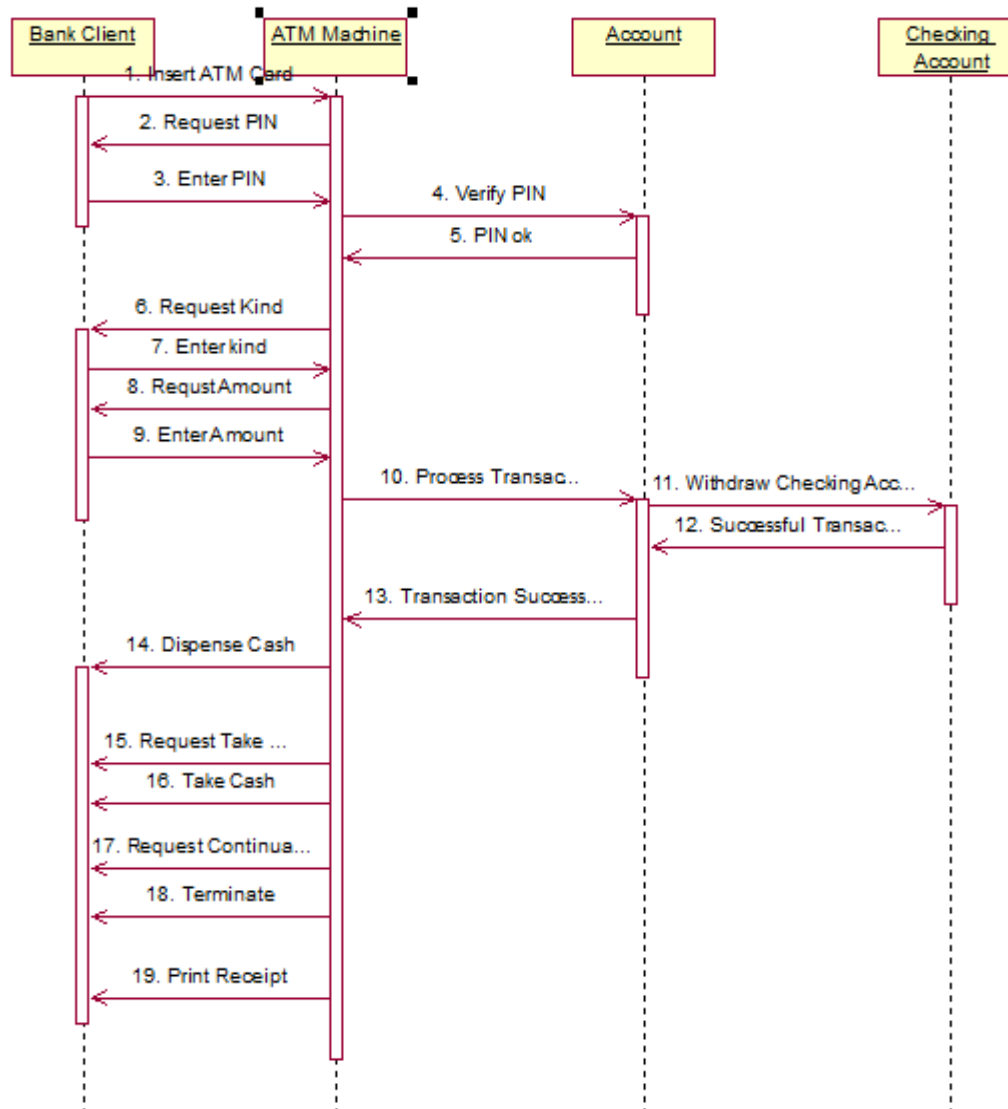 Bank Client
ATM Machine
Account
Checking
Account
1. Insert ATM Card
2. Request PIN
3. Enter PIN
4. Verify PIN
5. PIN ok
6. Request Kind
7. Enter kind
8. Requst Amount
9. Enter Amount
10. Process Transac...
11. Withdraw Checking Acc...
12. Successful Transac...
13. Transaction Success...
14. Dispense Cash
15. Request Take ...
16. Take Cash
17. Request Continua...
18. Terminate
19. Print Receipt